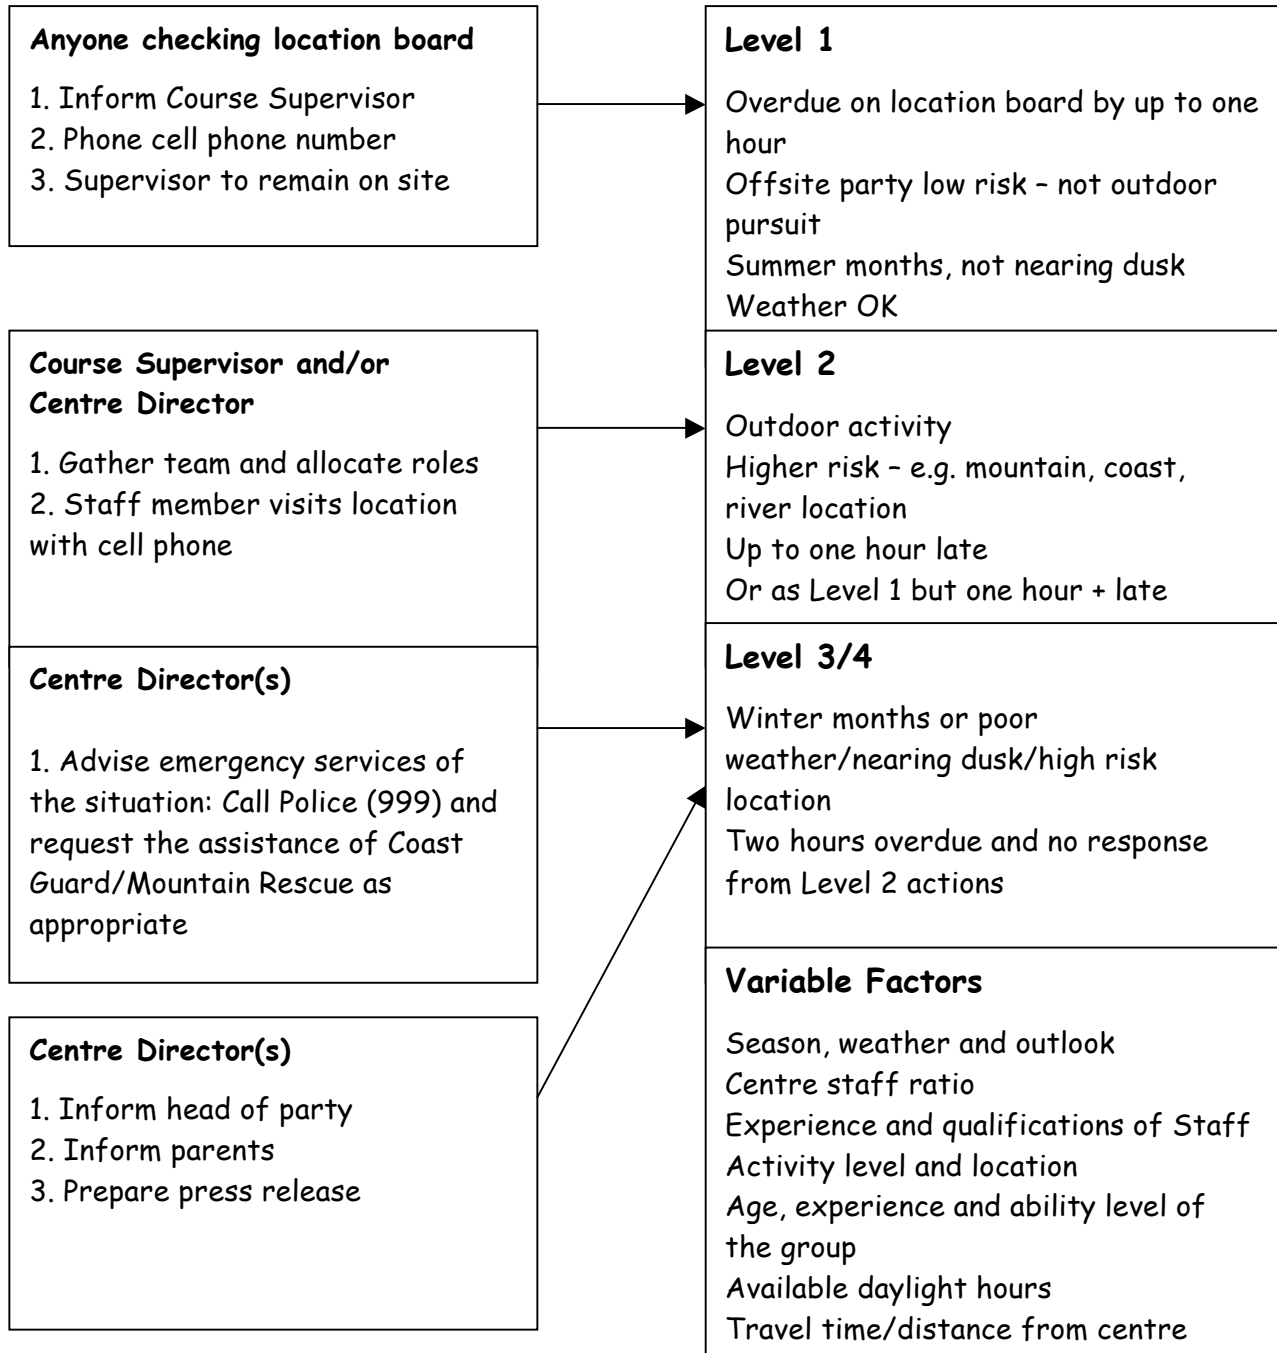 Anyone checking location board
1. Inform Course Supervisor
2. Phone cell phone number
3. Supervisor to remain on site
Level 1
Overdue on location board by up to one
hour
Offsite party low risk – not outdoor
pursuit
Summer months, not nearing dusk
Weather OK
Course Supervisor and/or
Centre Director
1. Gather team and allocate roles
2. Staff member visits location
with cell phone
Level 2
Outdoor activity
Higher risk – e.g. mountain, coast,
river location
Up to one hour late
Or as Level 1 but one hour + late
Centre Director(s)
1. Advise emergency services of
the situation: Call Police (999) and
request the assistance of Coast
Guard/Mountain Rescue as
appropriate
Level 3/4
Winter months or poor
weather/nearing dusk/high risk
location
Two hours overdue and no response
from Level 2 actions
Centre Director(s)
1. Inform head of party
2. Inform parents
3. Prepare press release
Variable Factors
Season, weather and outlook
Centre staff ratio
Experience and qualifications of Staff
Activity level and location
Age, experience and ability level of
the group
Available daylight hours
Travel time/distance from centre